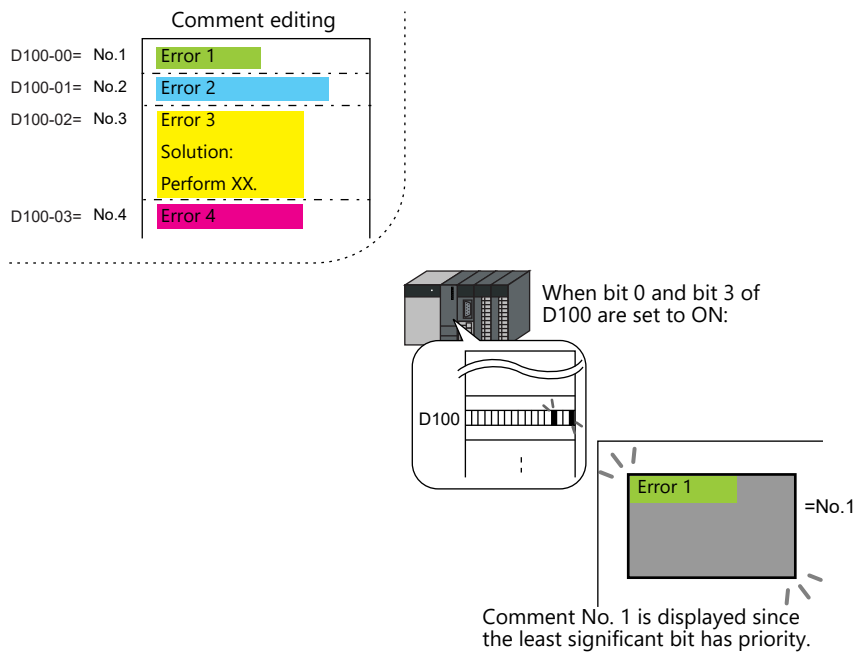 Comment editing
D100-00= No.1 Error 1
D100-01= No.2 Error 2
D100-02= No.3 Error 3
Solution:
Perform XX.
D100-03= No.4 Error 4
When bit 0 and bit 3 of
D100 are set to ON:
D100
Error 1
=No.1
Comment No. 1 is displayed since
the least significant bit has priority.